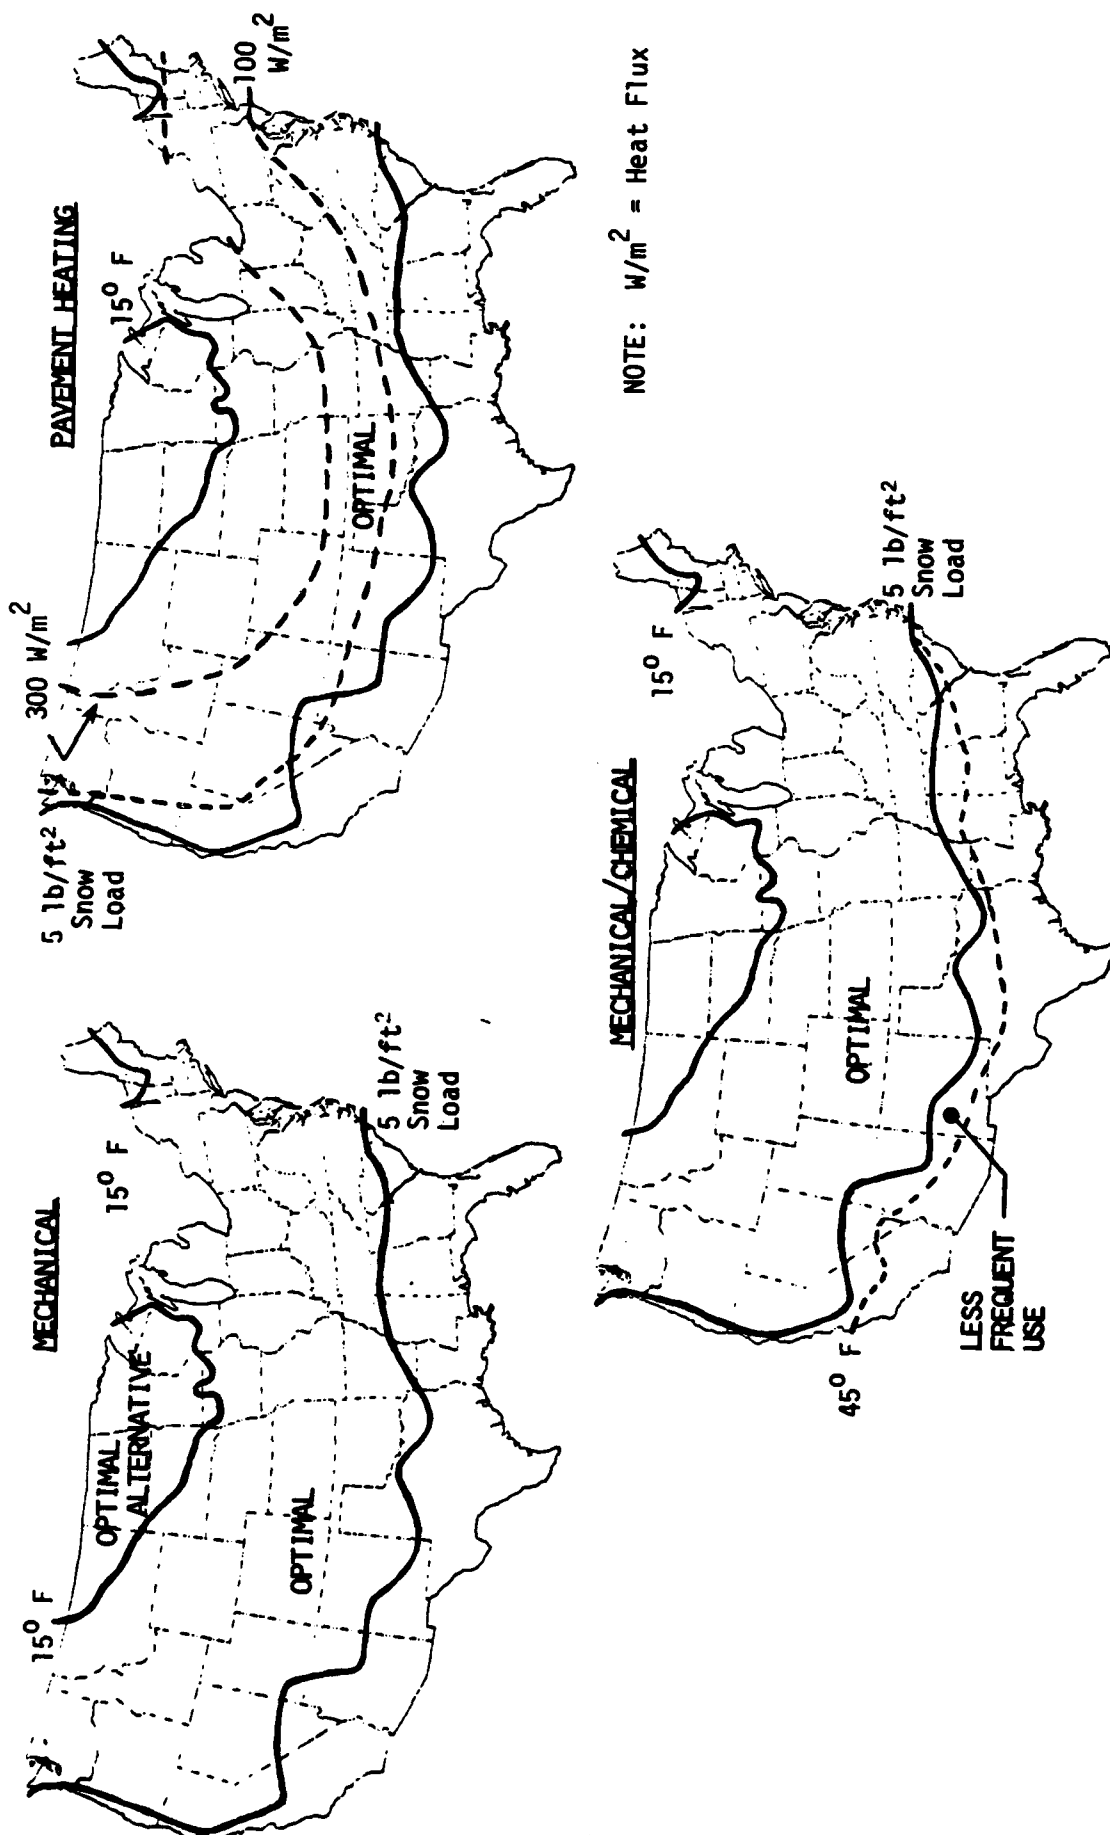 MECHANICAL
15° F
OPTIMAL
ALTERNATIVE
15° F
OPTIMAL
5 lb/ft²
Snow
Load
PAVEMENT HEATING
5 lb/ft²
Snow
Load
300 W/m²
15° F
100
W/m²
OPTIMAL
NOTE: W/m² = Heat Flux
MECHANICAL/CHEMICAL
15° F
OPTIMAL
5 lb/ft²
Snow
Load
45° F
LESS
FREQUENT
USE